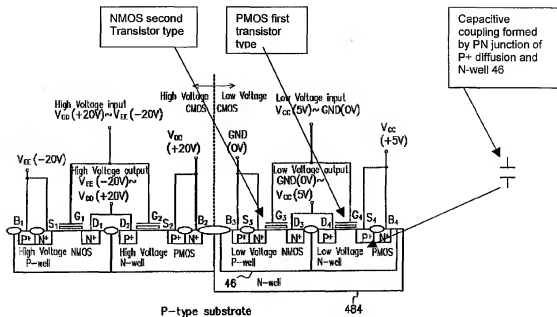 NMOS second
Transistor type
PMOS first
transistor
type
Capacitive
coupling formed
by PN junction of
P+ diffusion and
N-well 46
High Voltage
CMOS
Low Voltage
CMOS
High Voltage input
VDD(+20V)~VEE(-20V)
Low Voltage input
VCC(5V)~GND(0V)
VEE(-20V)
VDD
(+20V)
GND
(0V)
VCC
(+5V)
High Voltage output
VEE(-20V)~
VDD(+20V)
Low Voltage output
GND(0V)~
VCC(5V)
B1 S1 G1 D1 D2 G2 S2 B2 B3 S3 G3 D3 D4 G4 S4 B4
P+ N+ N+ P+ P+ N+ P+ N+ N+ P+ P+ N+
High Voltage NMOS
P-well
High Voltage PMOS
N-well
Low Voltage NMOS
P-well
Low Voltage PMOS
N-well
46
N-well
P-type substrate
484